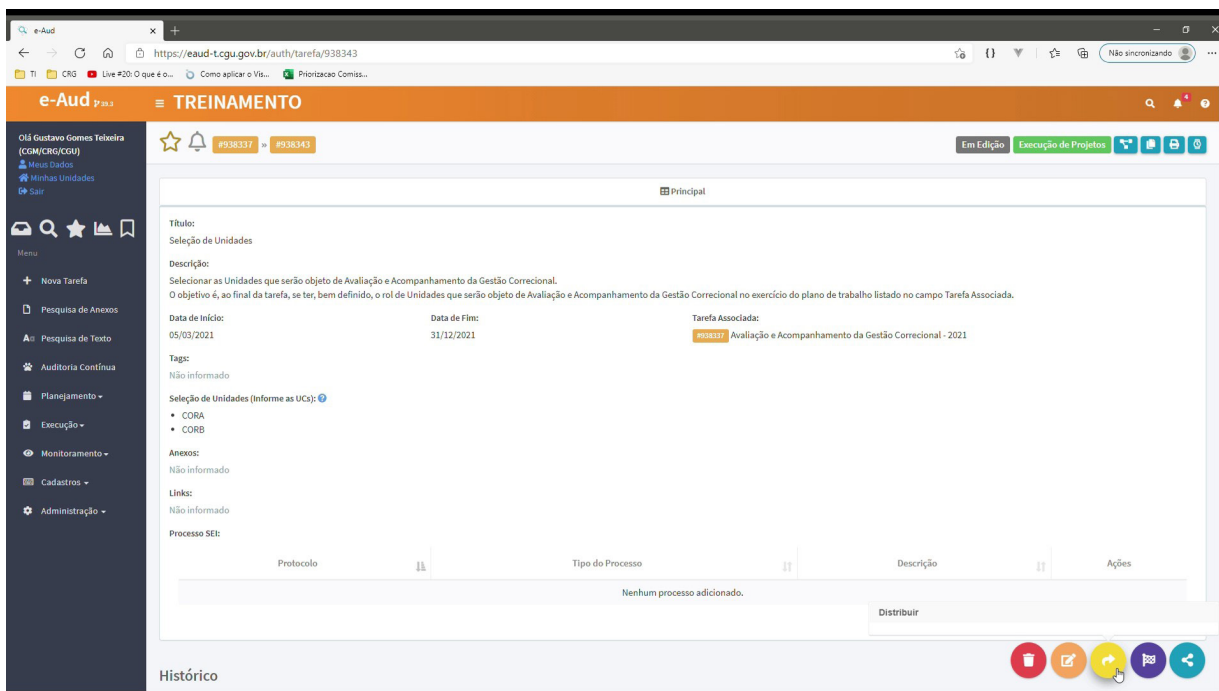 e-Aud
https://eaud-t.cgu.gov.br/auth/tarefa/938343
Não sincronizando
TI
CRG
Live #20: O que é o...
Como aplicar o Vis...
Priorizacao Comiss...
e-Aud
TREINAMENTO
4
Olá Gustavo Gomes Teixeira
(CGM/CRG/CGU)
Meus Dados
Minhas Unidades
Sair
Menu
Nova Tarefa
Pesquisa de Anexos
Pesquisa de Texto
Auditoria Contínua
Planejamento
Execução
Monitoramento
Cadastros
Administração
#938337 » #938343
Em Edição
Execução de Projetos
Principal
Título:
Seleção de Unidades
Descrição:
Selecionar as Unidades que serão objeto de Avaliação e Acompanhamento da Gestão Correcional.
O objetivo é, ao final da tarefa, se ter, bem definido, o rol de Unidades que serão objeto de Avaliação e Acompanhamento da Gestão Correcional no exercício do plano de trabalho listado no campo Tarefa Associada.
Data de Início: Data de Fim: Tarefa Associada:
05/03/2021 31/12/2021 #938337 Avaliação e Acompanhamento da Gestão Correcional - 2021
Tags:
Não informado
Seleção de Unidades (Informe as UCs):
• CORA
• CORB
Anexos:
Não informado
Links:
Não informado
Processo SEI:
Protocolo Tipo do Processo Descrição Ações
Nenhum processo adicionado.
Distribuir
Histórico